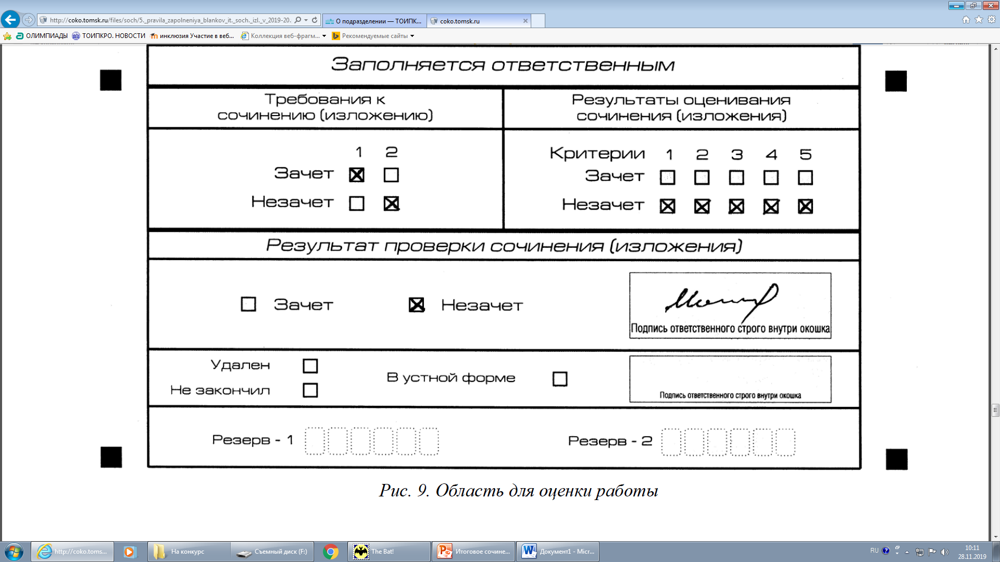 http://coko.tomsk.ru/files/soch/5._pravila_zapolneniya_blankov_it._soch._izl._v_2019-20.
О подразделении — ТОИПК...
coko.tomsk.ru
ОЛИМПИАДЫ
ТОИПКРО. НОВОСТИ
инклюзия Участие в веб...
Коллекция веб-фрагм...
Рекомендуемые сайты
Заполняется ответственным
Требования к
сочинению (изложению)
Результаты оценивания
сочинения (изложения)
1 2
Зачет
Незачет
Критерии 1 2 3 4 5
Зачет
Незачет
Результат проверки сочинения (изложения)
Зачет
Незачет
Подпись ответственного строго внутри окошка
Удален
Не закончил
В устной форме
Подпись ответственного строго внутри окошка
Резерв - 1
Резерв - 2
Рис. 9. Область для оценки работы
http://coko.toms...
На конкурс
Съемный диск (F:)
The Bat!
Итоговое сочине...
Документ1 - Micr...
RU
10:11
28.11.2019